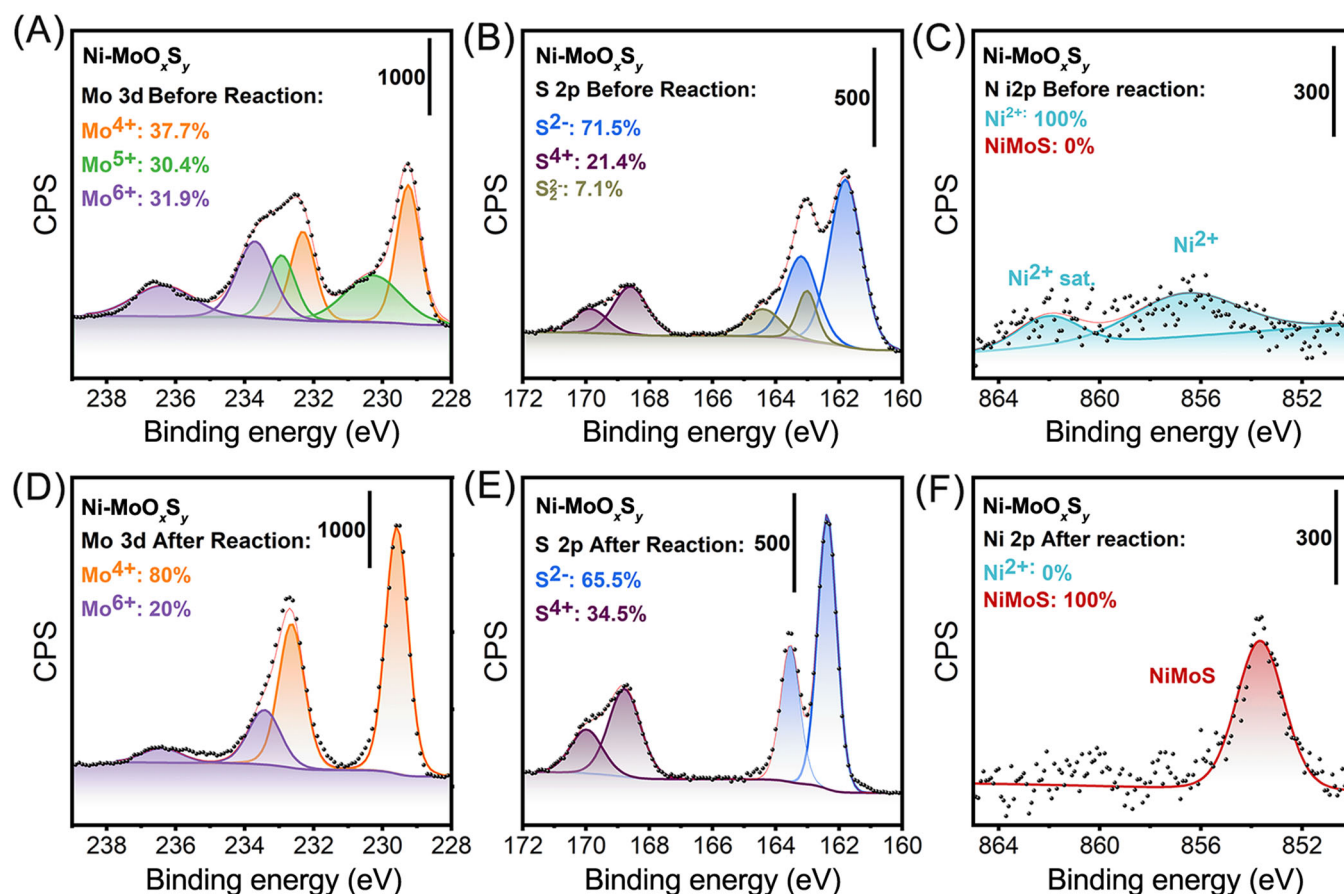 (A)
Ni-MoOxSy
Mo 3d Before Reaction:
1000
Mo4+: 37.7%
Mo5+: 30.4%
Mo6+: 31.9%
CPS
238 236 234 232 230 228
Binding energy (eV)
(B)
Ni-MoOxSy
S 2p Before Reaction:
500
S2-: 71.5%
S4+: 21.4%
S22-: 7.1%
CPS
172 170 168 166 164 162 160
Binding energy (eV)
(C)
Ni-MoOxSy
N i2p Before reaction:
300
Ni2+: 100%
NiMoS: 0%
Ni2+
Ni2+ sat.
CPS
864 860 856 852
Binding energy (eV)
(D)
Ni-MoOxSy
Mo 3d After Reaction:
1000
Mo4+: 80%
Mo6+: 20%
CPS
238 236 234 232 230 228
Binding energy (eV)
(E)
Ni-MoOxSy
S 2p After Reaction:
500
S2-: 65.5%
S4+: 34.5%
CPS
172 170 168 166 164 162 160
Binding energy (eV)
(F)
Ni-MoOxSy
Ni 2p After reaction:
300
Ni2+: 0%
NiMoS: 100%
NiMoS
CPS
864 860 856 852
Binding energy (eV)